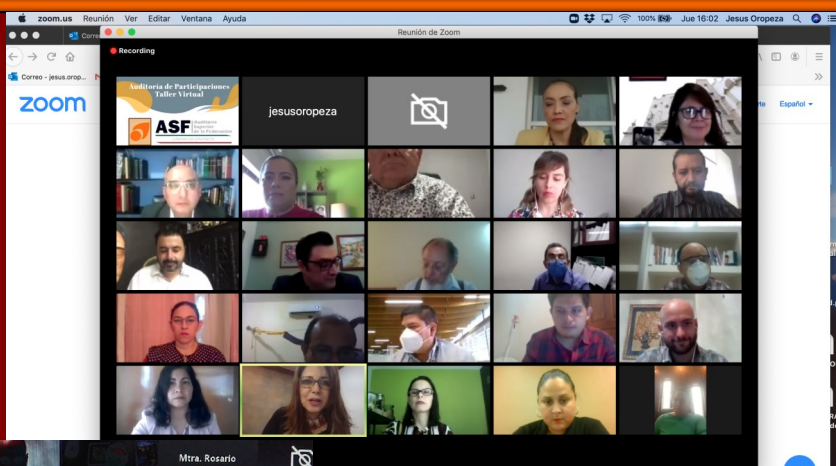 zoom.us Reunión Ver Editar Ventana Ayuda
100% Jue 16:02 Jesus Oropeza
Reunión de Zoom
Recording
Correo - jesus.orop...
zoom
Español
Auditoría de Participaciones
Taller Virtual
ASF Auditoría
Superior
de la Federación
jesusoropeza
Mtra. Rosario